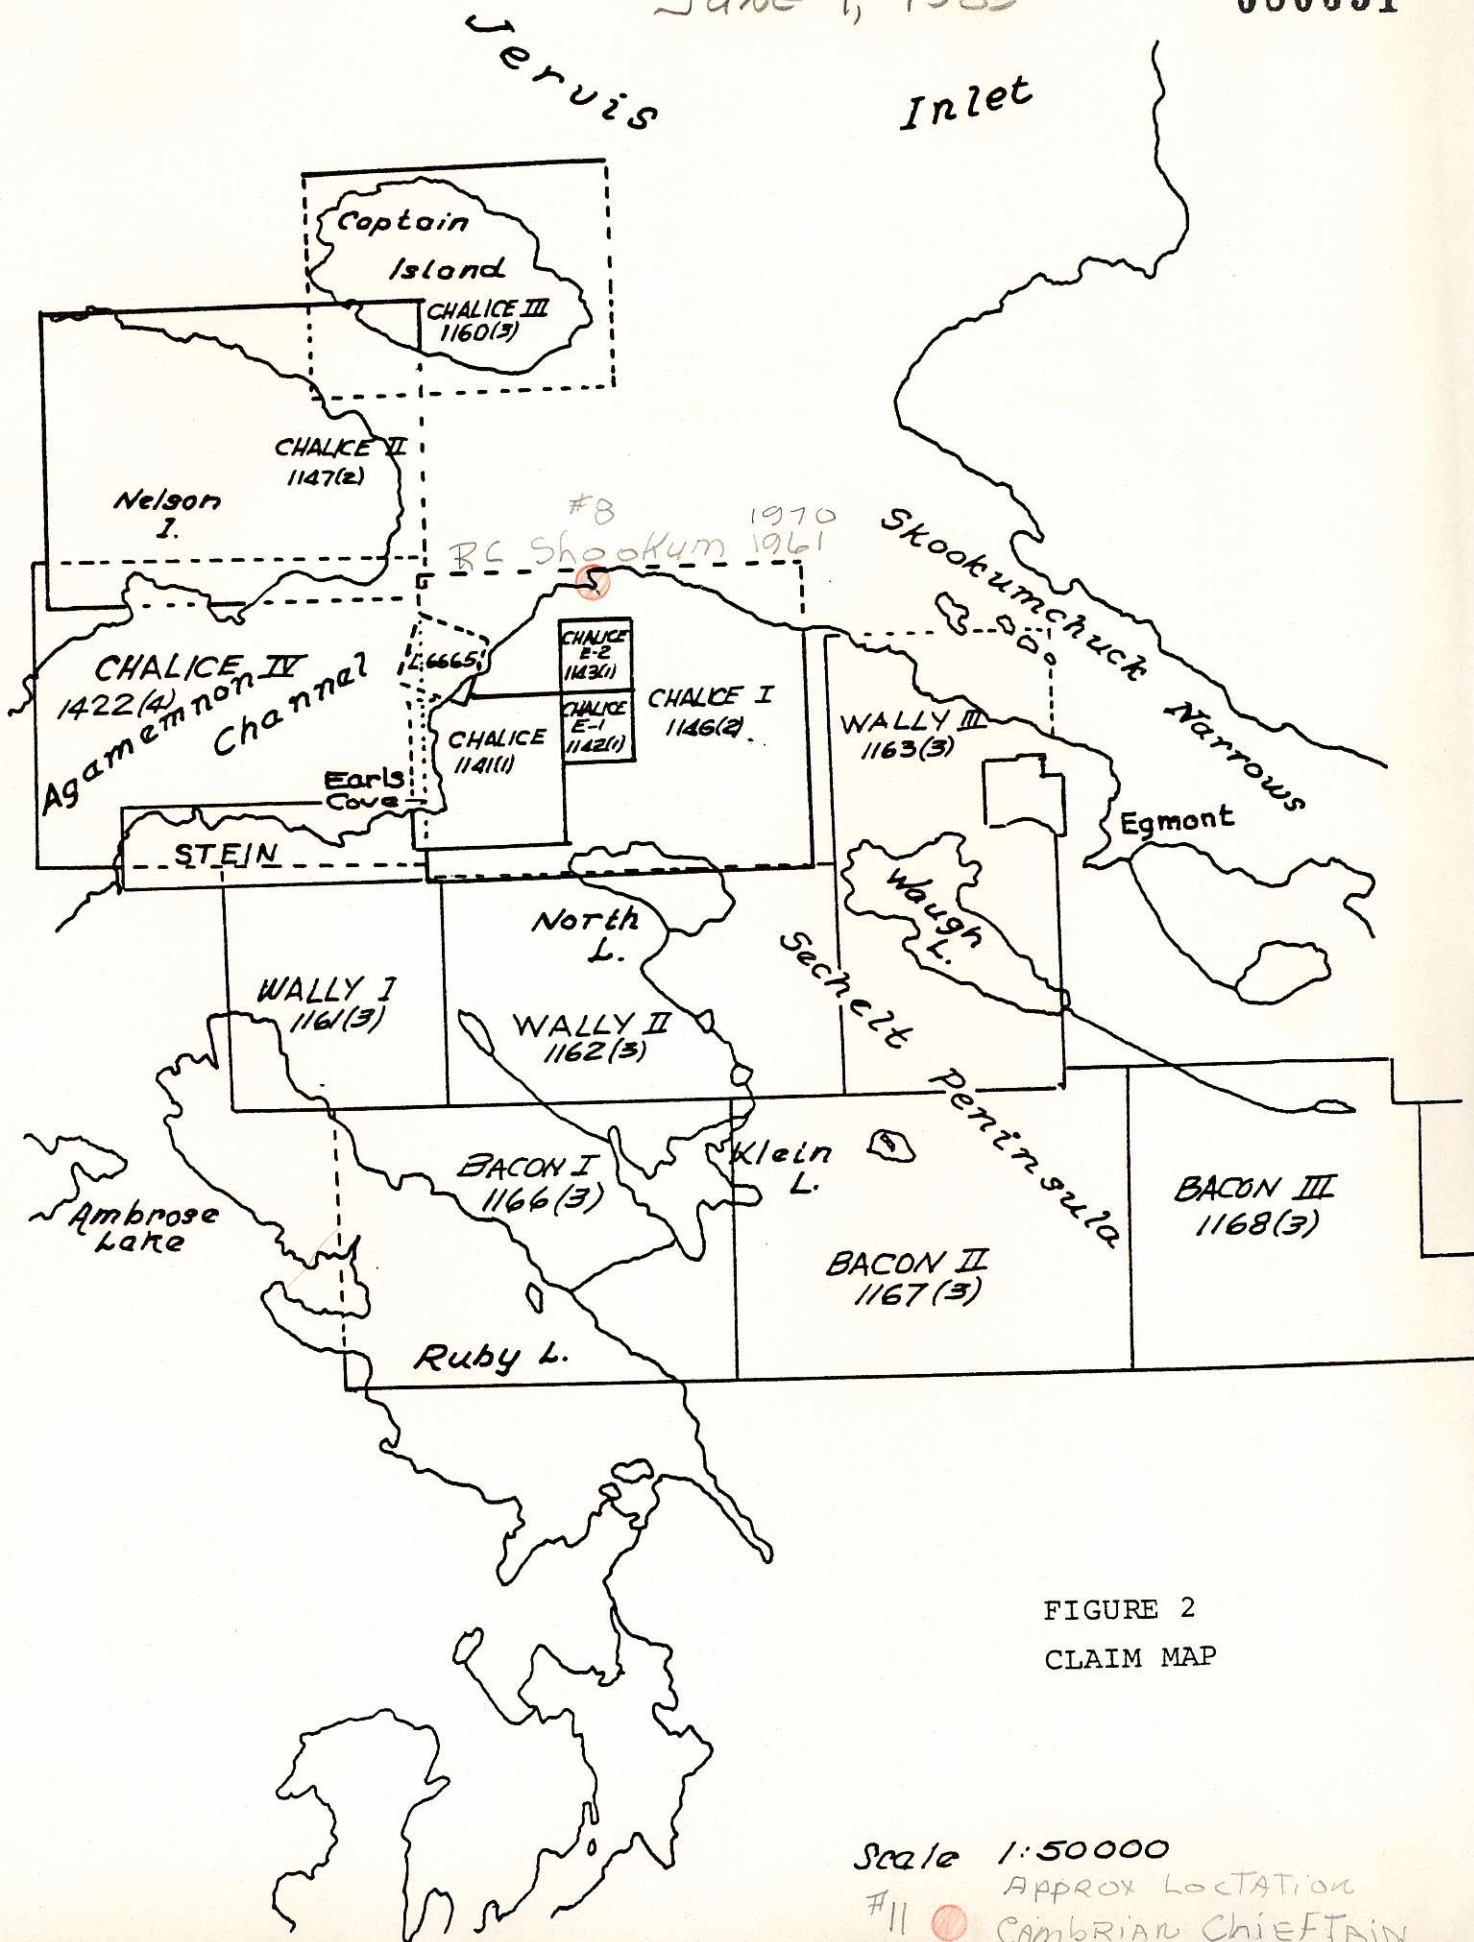 JUNE 1,
Jervis
Inlet
Captain
Island
CHALICE III
1160(3)
CHALICE II
1147(2)
Nelson
I.
#8
1970
RC Shookum 1961
Skookumchuck Narrows
L.6665
CHALICE
E-2
1143(1)
CHALICE IV
1422(4)
Agamemnon
Channel
CHALICE I
1146(2)
CHALICE
E-1
1142(1)
CHALICE
1141(1)
WALLY III
1163(3)
Earls
Cove
Egmont
STEIN
Waugh
L.
North
L.
Sechelt Peninsula
WALLY I
1161(3)
WALLY II
1162(3)
BACON I
1166(3)
Klein
L.
BACON III
1168(3)
Ambrose
Lake
BACON II
1167(3)
Ruby L.
FIGURE 2
CLAIM MAP
Scale 1:50000
APPROX LOCTATION
#11
CAMBRIAN CHIEFTAIN